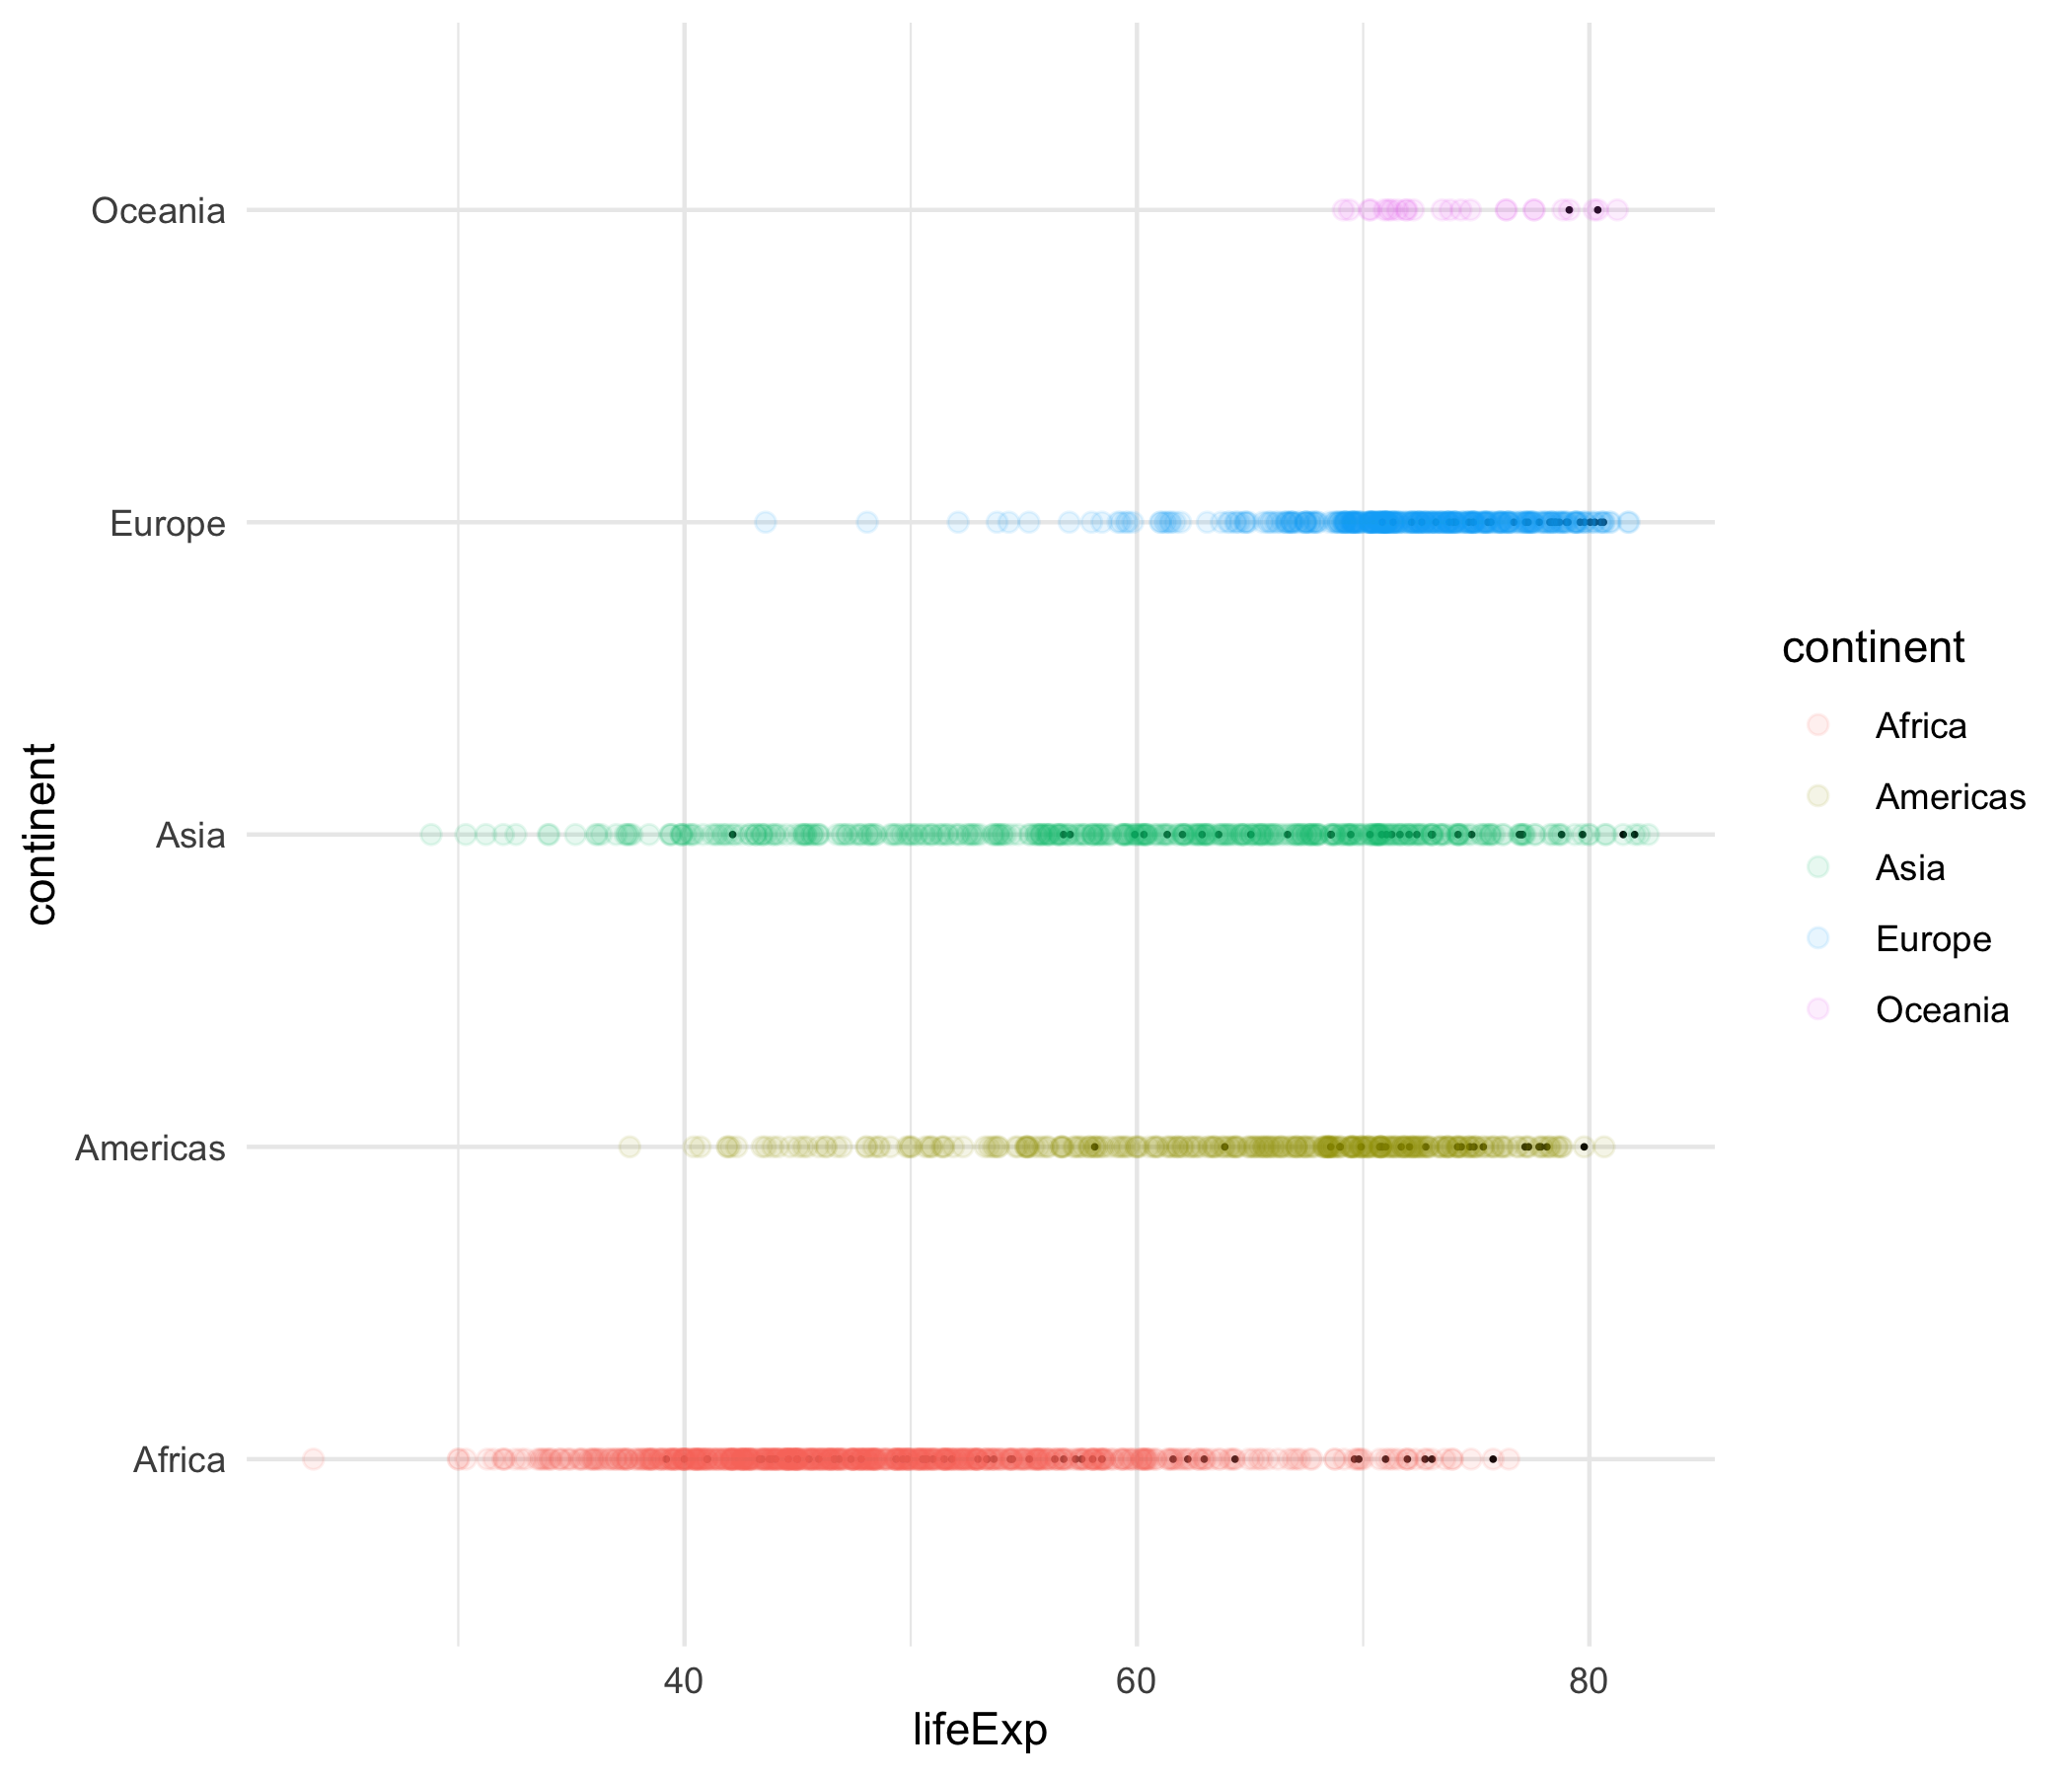 Oceania
Europe
Asia
Americas
Africa
continent
40 60 80
lifeExp
continent
Africa
Americas
Asia
Europe
Oceania